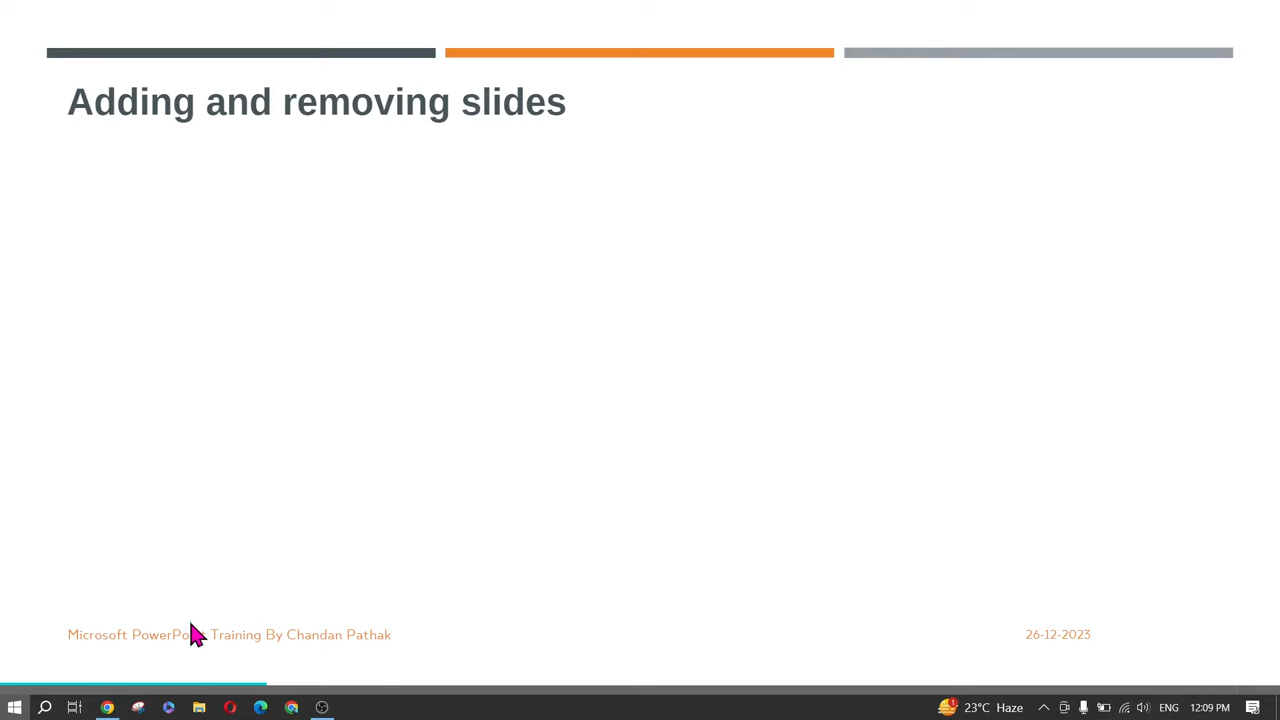 Adding and removing slides
Microsoft PowerPoint Training By Chandan Pathak
26-12-2023
23°C Haze
ENG
12:09 PM